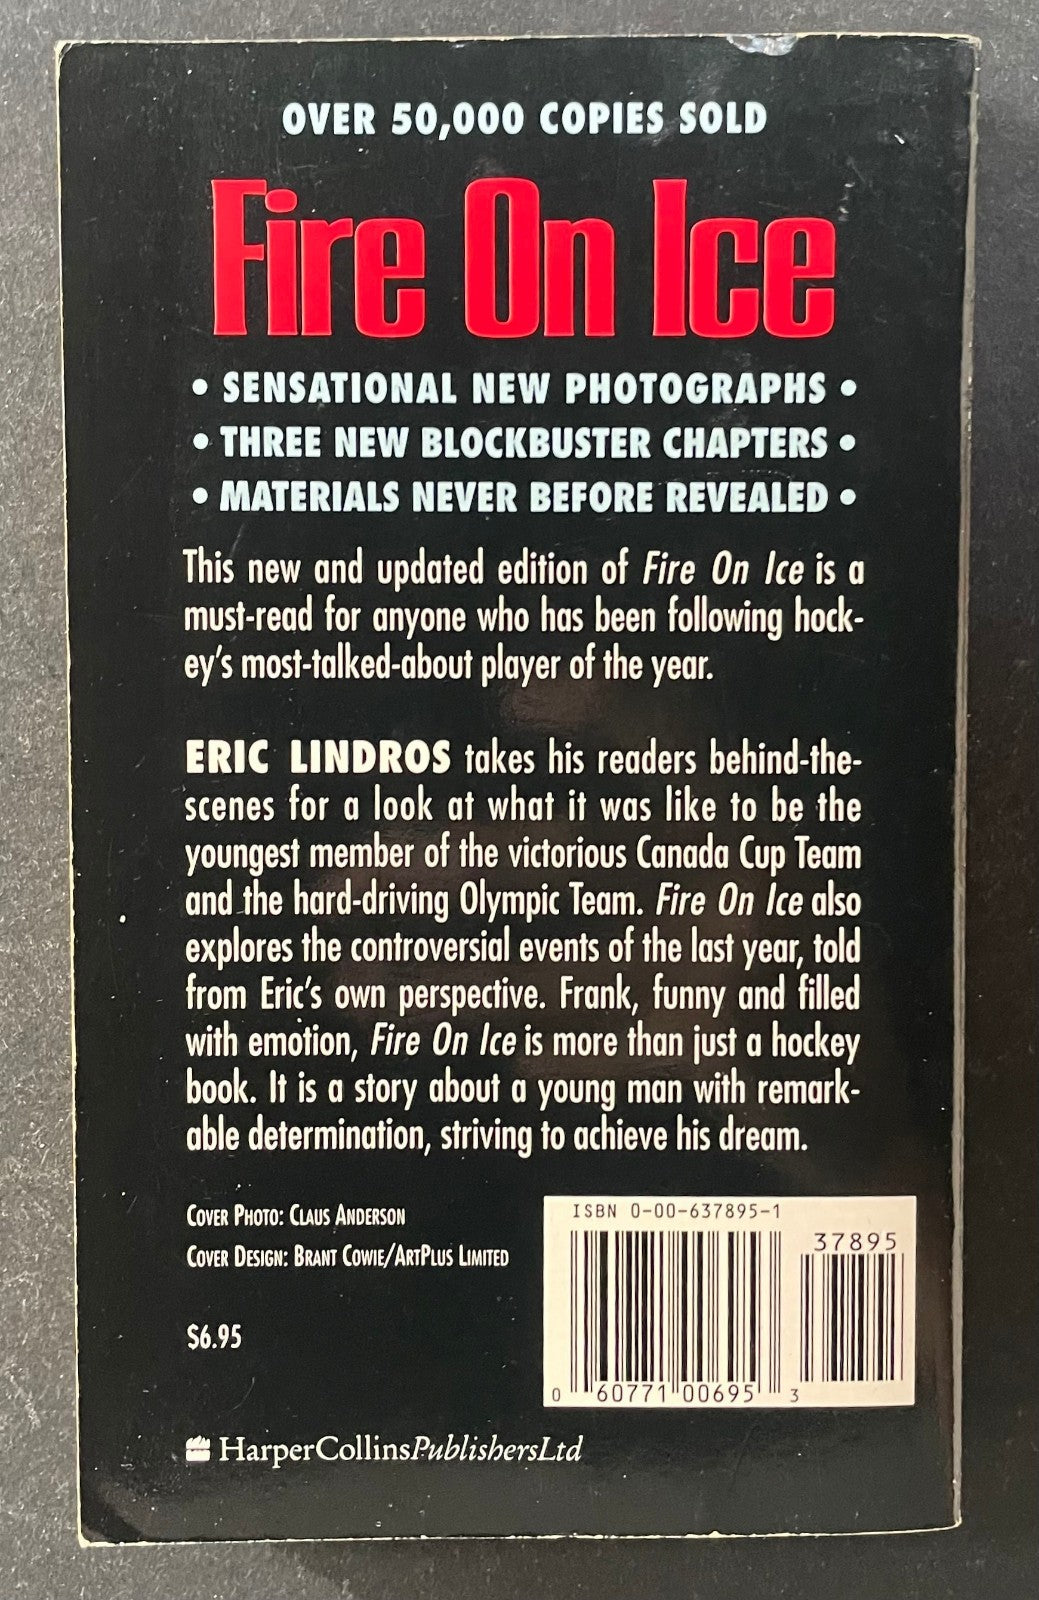 OVER 50,000 COPIES SOLD
Fire On Ice
• SENSATIONAL NEW PHOTOGRAPHS •
• THREE NEW BLOCKBUSTER CHAPTERS •
• MATERIALS NEVER BEFORE REVEALED •
This new and updated edition of Fire On Ice is a
must-read for anyone who has been following hock-
ey's most-talked-about player of the year.
ERIC LINDROS takes his readers behind-the-
scenes for a look at what it was like to be the
youngest member of the victorious Canada Cup Team
and the hard-driving Olympic Team. Fire On Ice also
explores the controversial events of the last year, told
from Eric's own perspective. Frank, funny and filled
with emotion, Fire On Ice is more than just a hockey
book. It is a story about a young man with remark-
able determination, striving to achieve his dream.
Cover Photo: Claus Anderson
Cover Design: Brant Cowie/ArtPlus Limited
$6.95
ISBN 0-00-637895-1
37895
0 60771 00695 3
HarperCollinsPublishersLtd